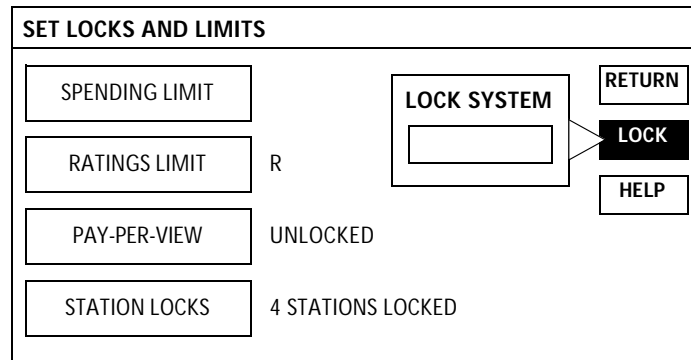 SET LOCKS AND LIMITS
SPENDING LIMIT
LOCK SYSTEM
RETURN
LOCK
HELP
RATINGS LIMIT R
PAY-PER-VIEW UNLOCKED
STATION LOCKS 4 STATIONS LOCKED